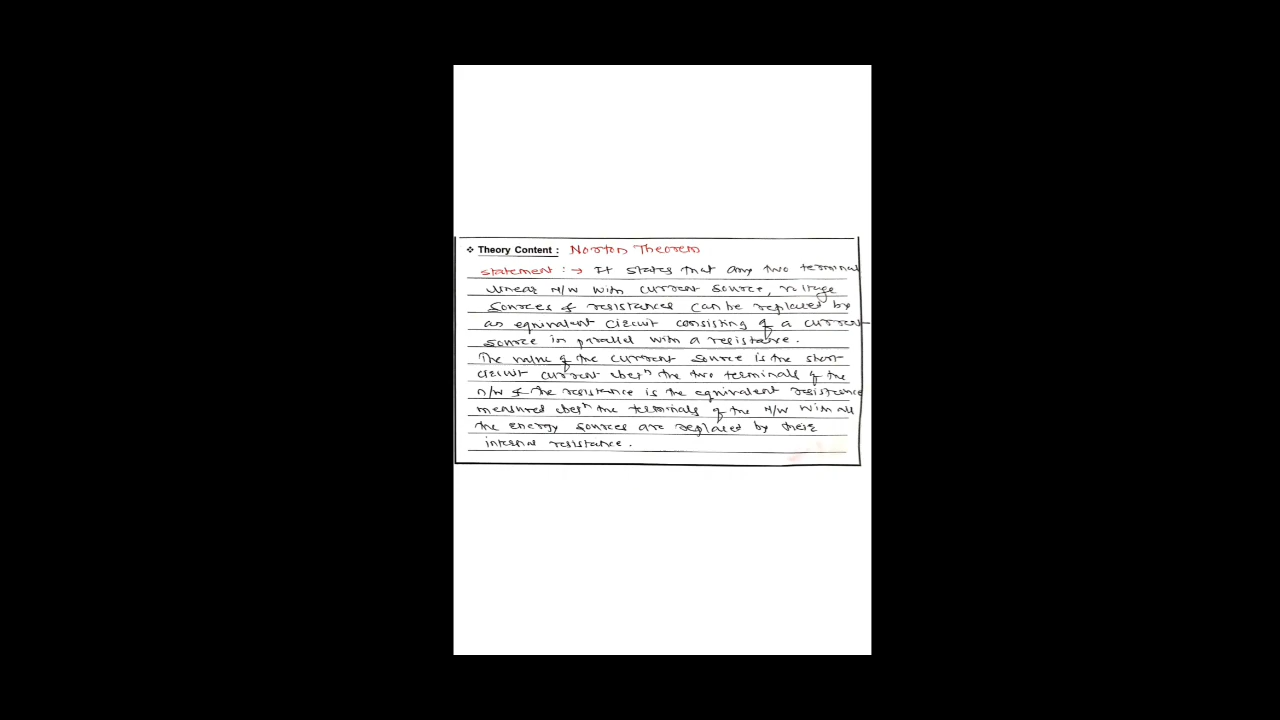 ❖ Theory Content : Norton Theorem
statement :→ It states that any two terminal
linear N/W with current source, voltage
sources & resistances can be replaced by
an equivalent circuit consisting of a current
source in parallel with a resistance.
The value of the current source is the short
circuit current betn the two terminals of the
n/w & the resistance is the equivalent resistance
measured betn the terminals of the N/W with all
the energy sources are replaced by their
internal resistance.